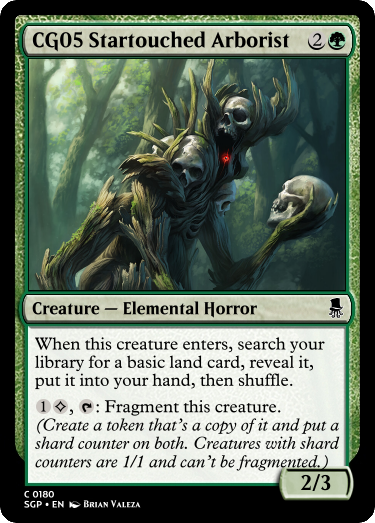 CG05 Startouched Arborist 2
Creature — Elemental Horror
When this creature enters, search your
library for a basic land card, reveal it,
put it into your hand, then shuffle.
1, : Fragment this creature.
(Create a token that's a copy of it and put a
shard counter on both. Creatures with shard
counters are 1/1 and can't be fragmented.)
2/3
C 0180
SGP • EN Brian Valeza